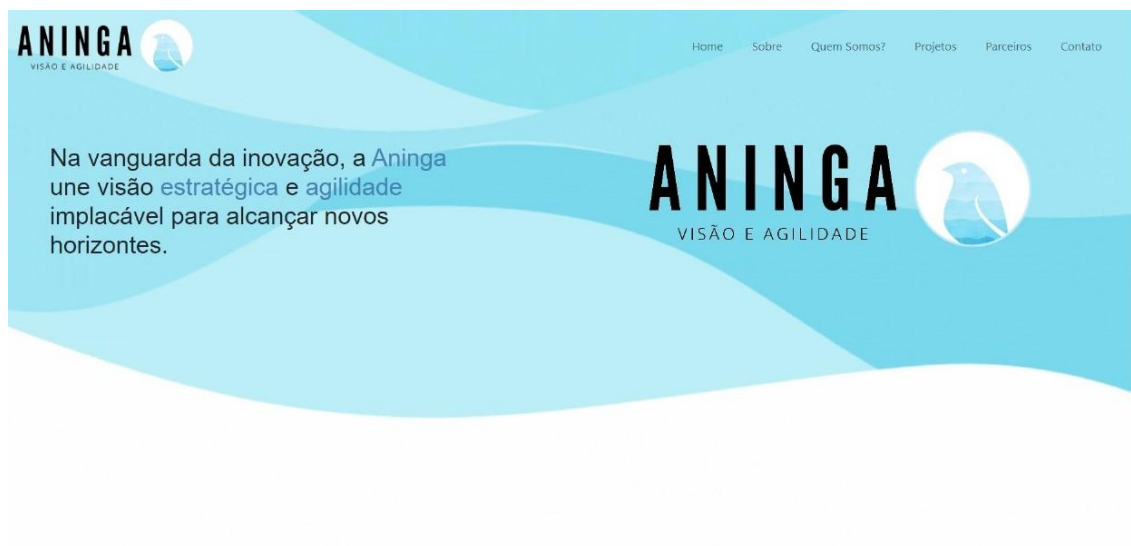 ANINGA
VISÃO E AGILIDADE
Home Sobre Quem Somos? Projetos Parceiros Contato
Na vanguarda da inovação, a Aninga
une visão estratégica e agilidade
implacável para alcançar novos
horizontes.
ANINGA
VISÃO E AGILIDADE